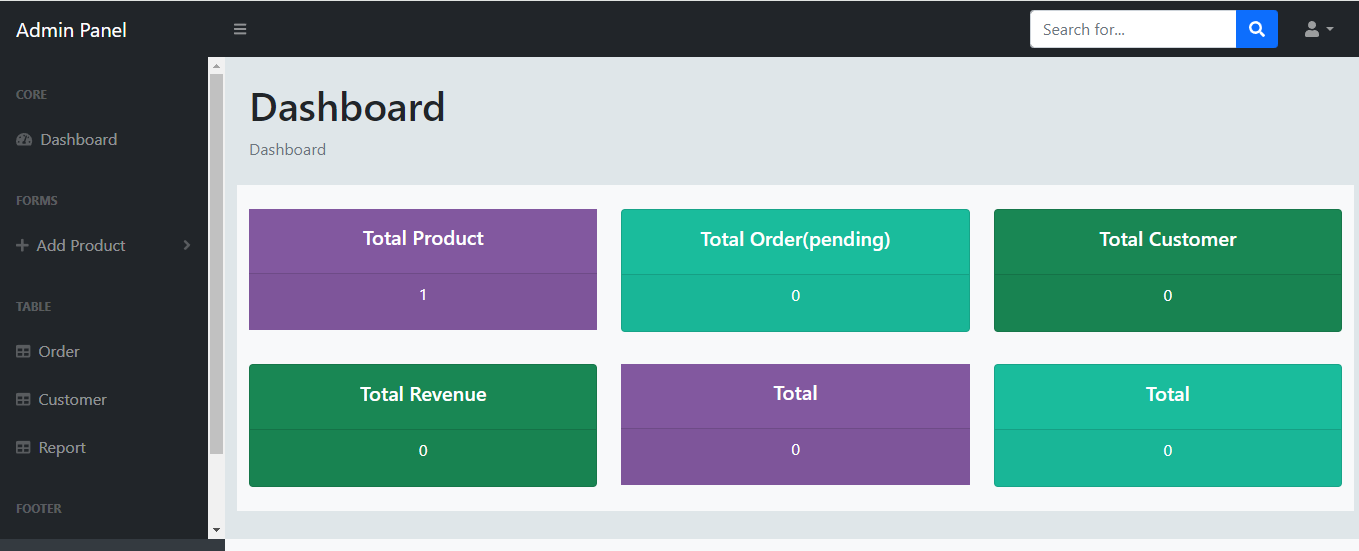 Admin Panel
Search for...
CORE
Dashboard
FORMS
Add Product
TABLE
Order
Customer
Report
FOOTER
Dashboard
Dashboard
Total Product
1
Total Order(pending)
0
Total Customer
0
Total Revenue
0
Total
0
Total
0